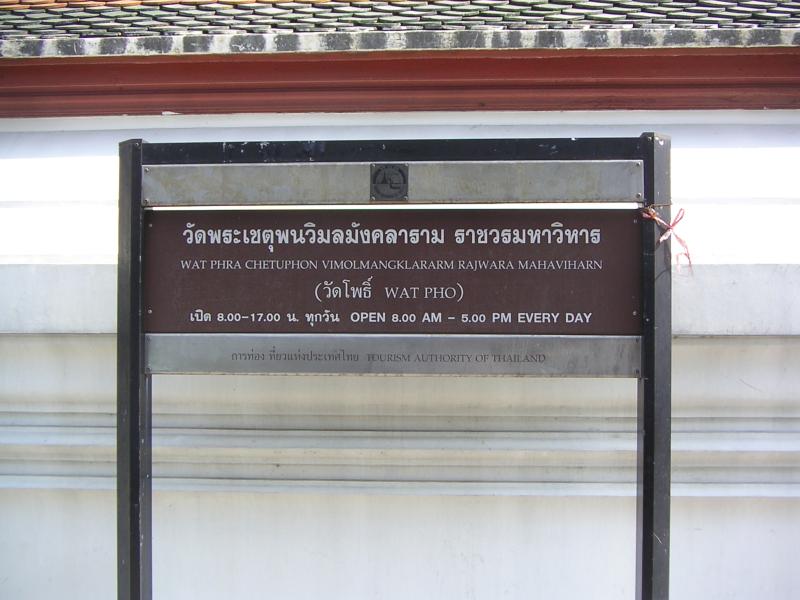 วัดพระเชตุพนวิมลมังคลาราม ราชวรมหาวิหาร
WAT PHRA CHETUPHON VIMOLMANGKLARARM RAJWARA MAHAVIHARN
(วัดโพธิ์ WAT PHO)
เปิด 8.00-17.00 น. ทุกวัน OPEN 8.00 AM - 5.00 PM EVERY DAY
การท่อง ที่ยวแห่งประเทศไทย TOURISM AUTHORITY OF THAILAND